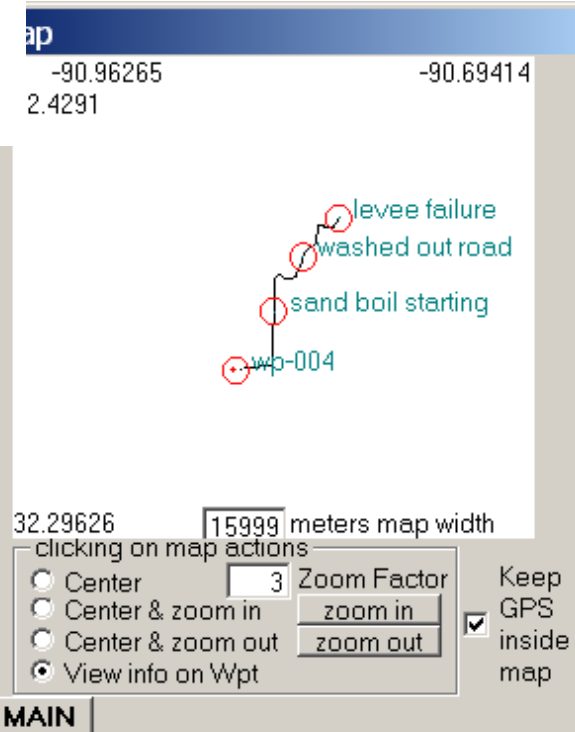 ap
-90.96265 -90.69414
2.4291
levee failure
washed out road
sand boil starting
wp-004
32.29626 15999 meters map width
clicking on map actions
Center 3 Zoom Factor
Center & zoom in zoom in
Center & zoom out zoom out
View info on Wpt
Keep
GPS
inside
map
MAIN